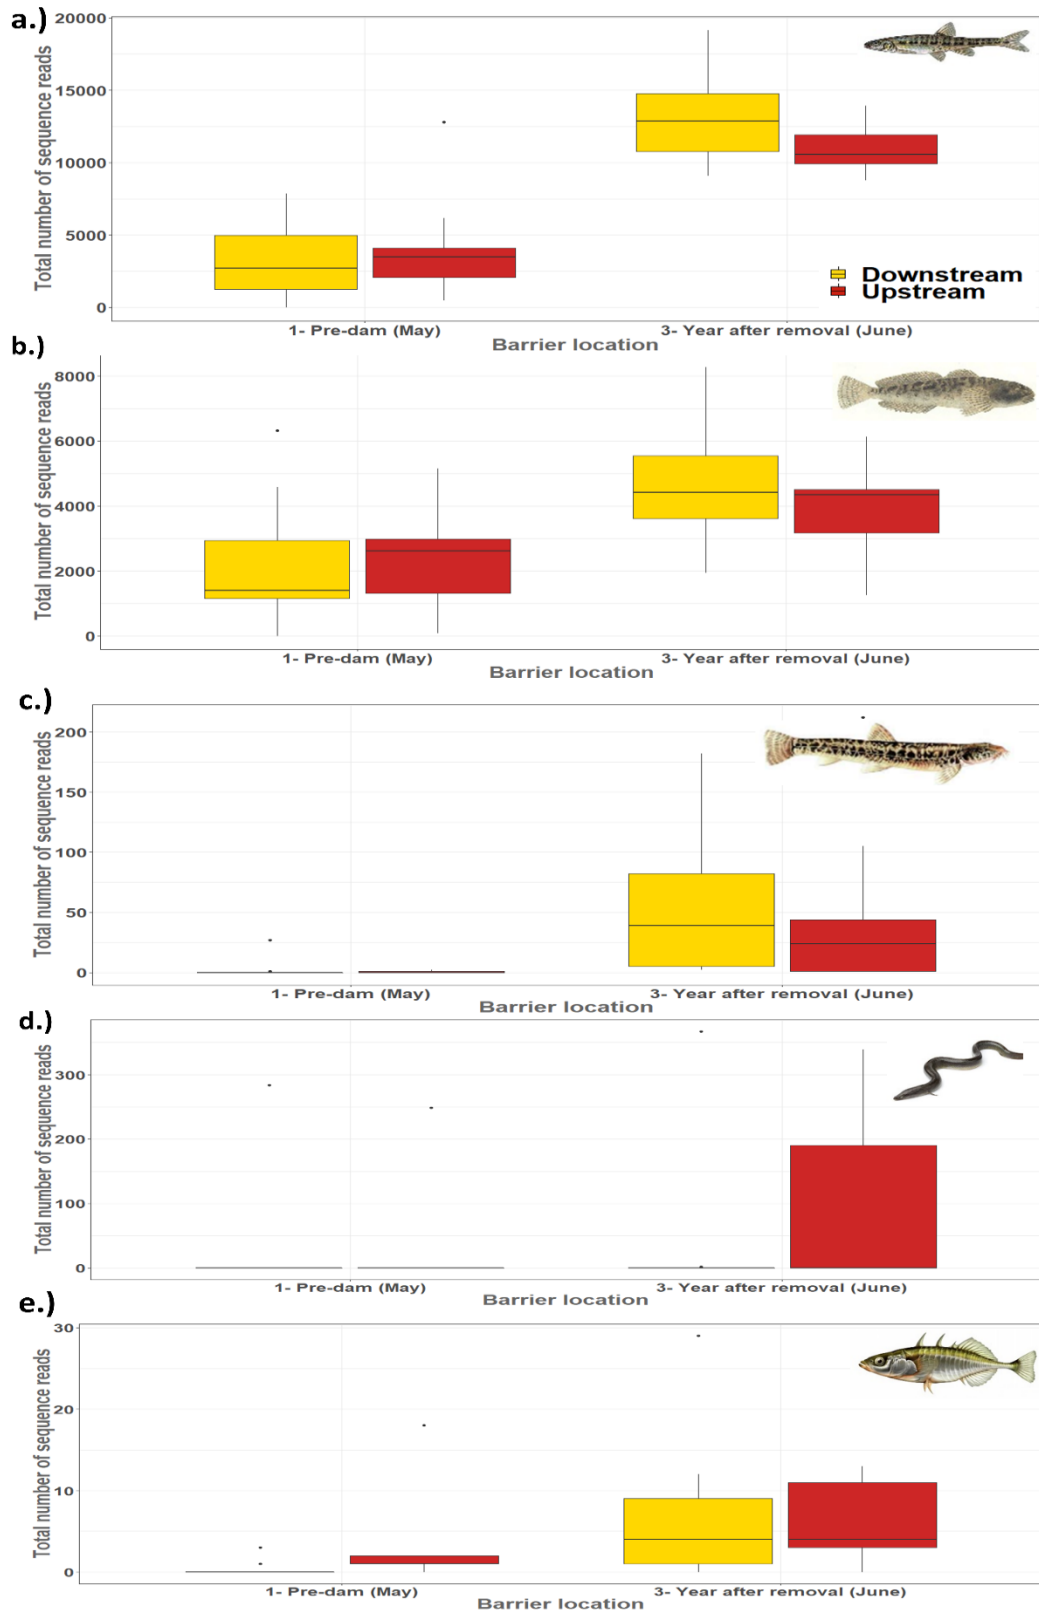 a.)
Total number of sequence reads
20000
15000
10000
5000
0
Downstream
Upstream
1- Pre-dam (May)
3- Year after removal (June)
Barrier location
b.)
Total number of sequence reads
8000
6000
4000
2000
0
1- Pre-dam (May)
3- Year after removal (June)
Barrier location
c.)
Total number of sequence reads
200
150
100
50
0
1- Pre-dam (May)
3- Year after removal (June)
Barrier location
d.)
Total number of sequence reads
300
200
100
0
1- Pre-dam (May)
3- Year after removal (June)
Barrier location
e.)
Total number of sequence reads
30
20
10
0
1- Pre-dam (May)
3- Year after removal (June)
Barrier location